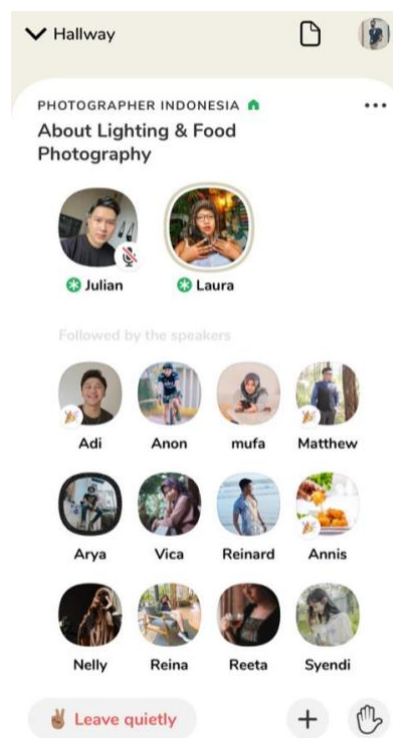 Hallway
PHOTOGRAPHER INDONESIA
About Lighting & Food
Photography
Julian
Laura
Followed by the speakers
Adi
Anon
mufa
Matthew
Arya
Vica
Reinard
Annis
Nelly
Reina
Reeta
Syendi
Leave quietly